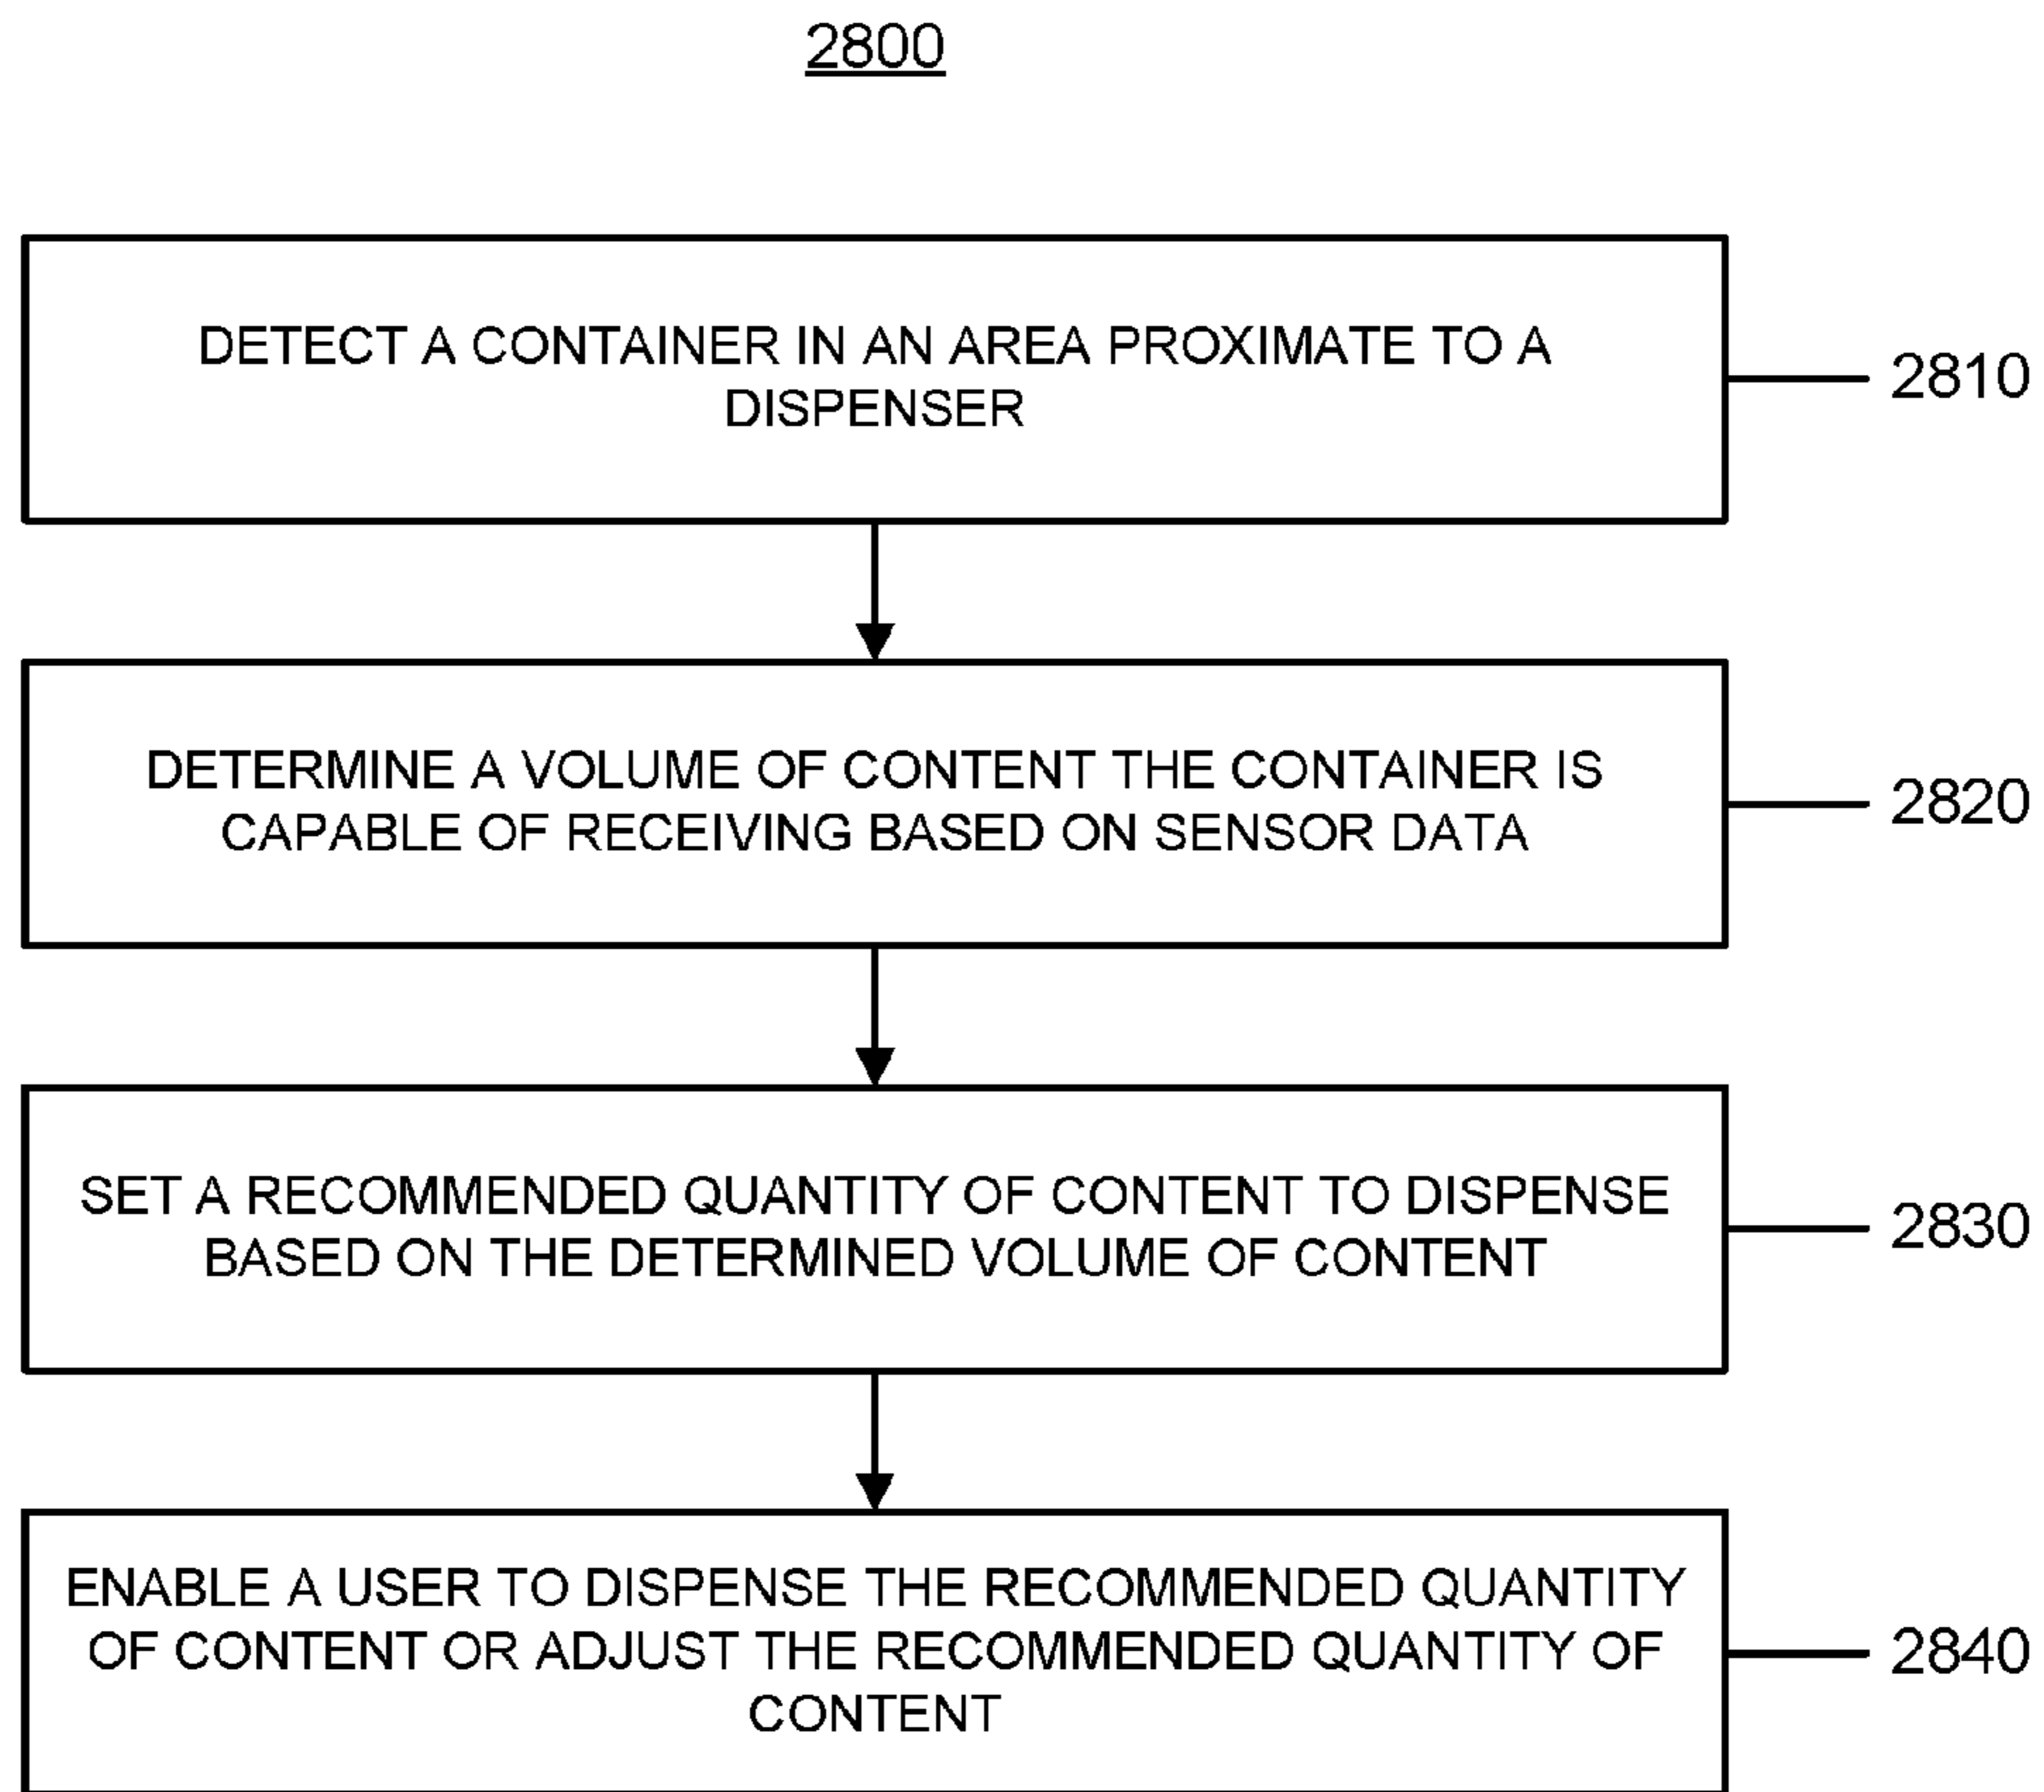 2800
DETECT A CONTAINER IN AN AREA PROXIMATE TO A
DISPENSER
2810
DETERMINE A VOLUME OF CONTENT THE CONTAINER IS
CAPABLE OF RECEIVING BASED ON SENSOR DATA
2820
SET A RECOMMENDED QUANTITY OF CONTENT TO DISPENSE
BASED ON THE DETERMINED VOLUME OF CONTENT
2830
ENABLE A USER TO DISPENSE THE RECOMMENDED QUANTITY
OF CONTENT OR ADJUST THE RECOMMENDED QUANTITY OF
CONTENT
2840